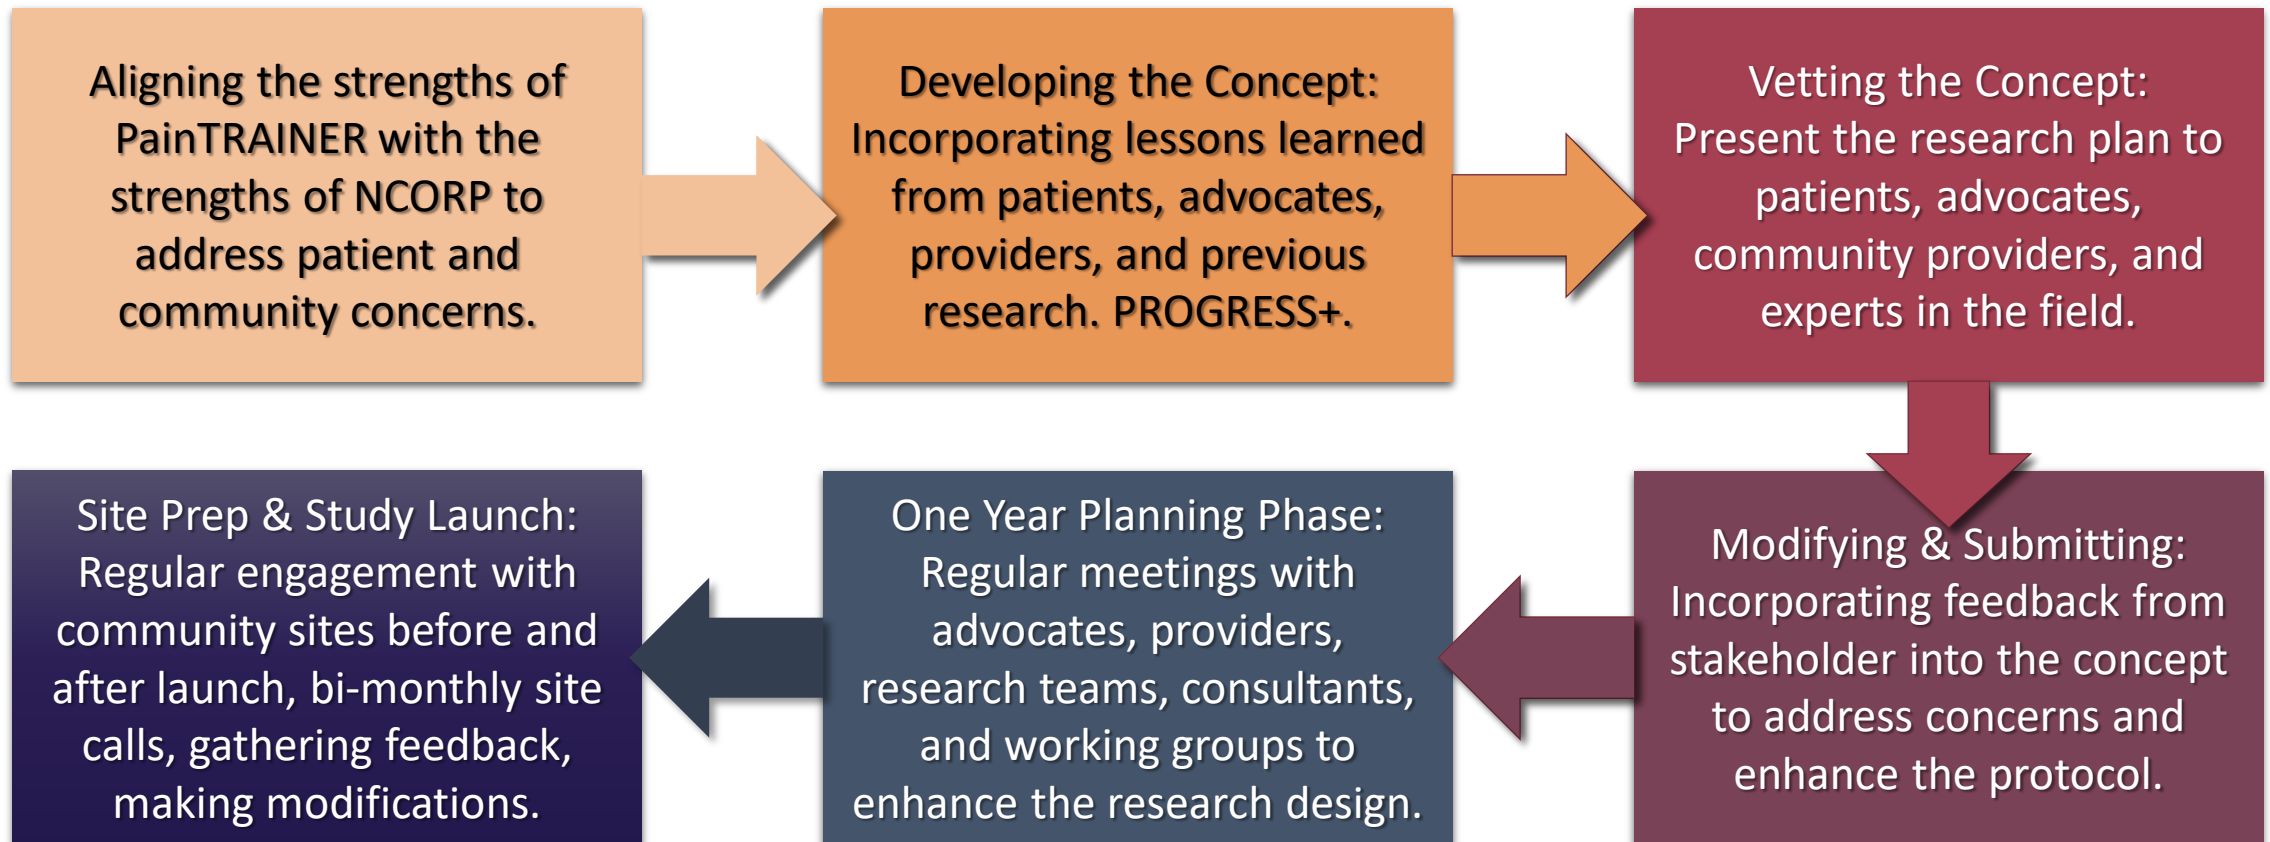 Aligning the strengths of
PainTRAINER with the
strengths of NCORP to
address patient and
community concerns.
Developing the Concept:
Incorporating lessons learned
from patients, advocates,
providers, and previous
research. PROGRESS+.
Vetting the Concept:
Present the research plan to
patients, advocates,
community providers, and
experts in the field.
Modifying & Submitting:
Incorporating feedback from
stakeholder into the concept
to address concerns and
enhance the protocol.
One Year Planning Phase:
Regular meetings with
advocates, providers,
research teams, consultants,
and working groups to
enhance the research design.
Site Prep & Study Launch:
Regular engagement with
community sites before and
after launch, bi-monthly site
calls, gathering feedback,
making modifications.